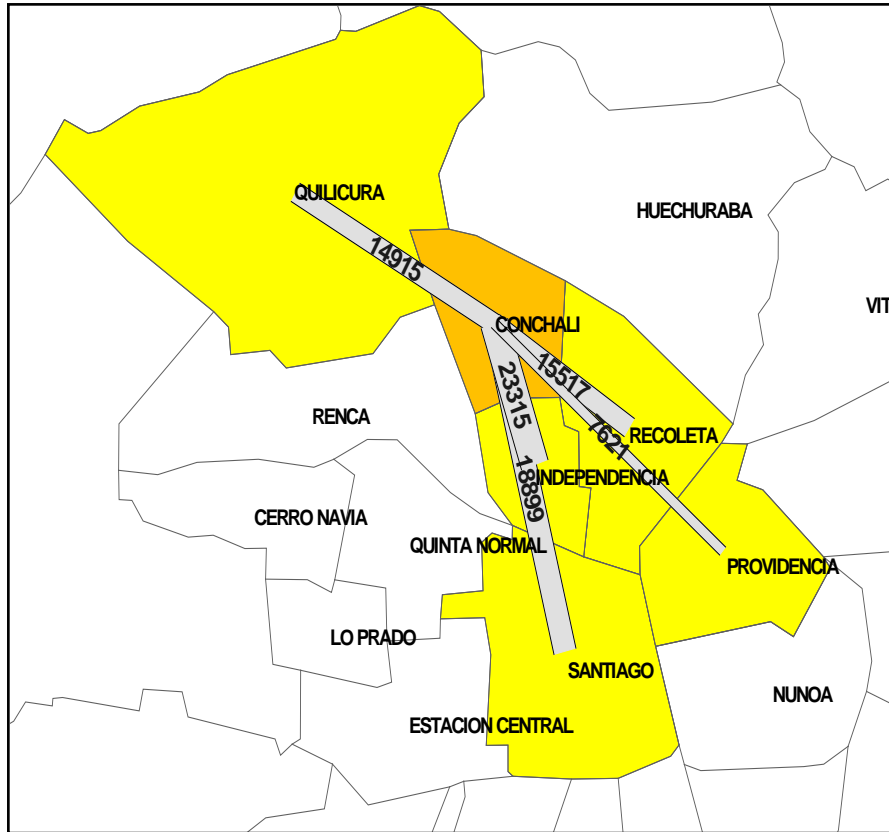 QUILICURA
HUECHURABA
14915
VIT
CONCHALI
15517
23315
RENCA
7621
RECOLETA
INDEPENDENCIA
18899
CERRO NAVIA
QUINTA NORMAL
PROVIDENCIA
LO PRADO
SANTIAGO
NUNOA
ESTACION CENTRAL